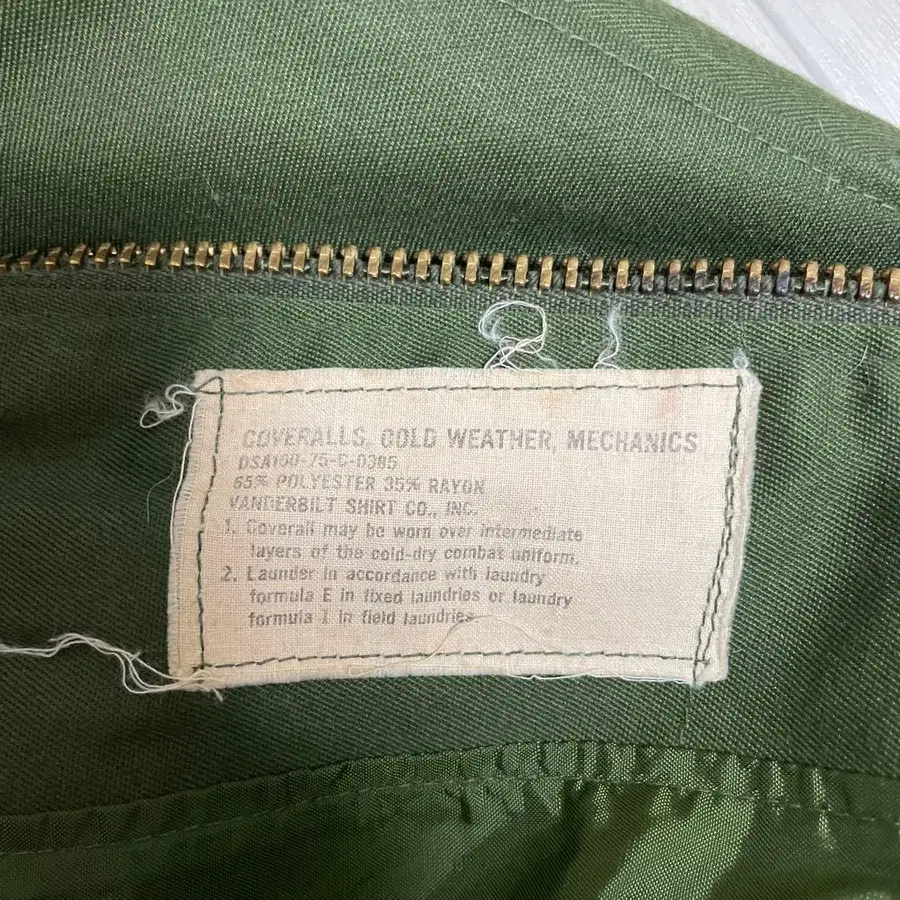 COVERALLS, COLD WEATHER, MECHANICS
DSA100-75-C-0385
65% POLYESTER 35% RAYON
VANDERBILT SHIRT CO., INC.
1. Coverall may be worn over intermediate
layers of the cold-dry combat uniform.
2. Launder in accordance with laundry
formula E in fixed laundries or laundry
formula I in field laundries.